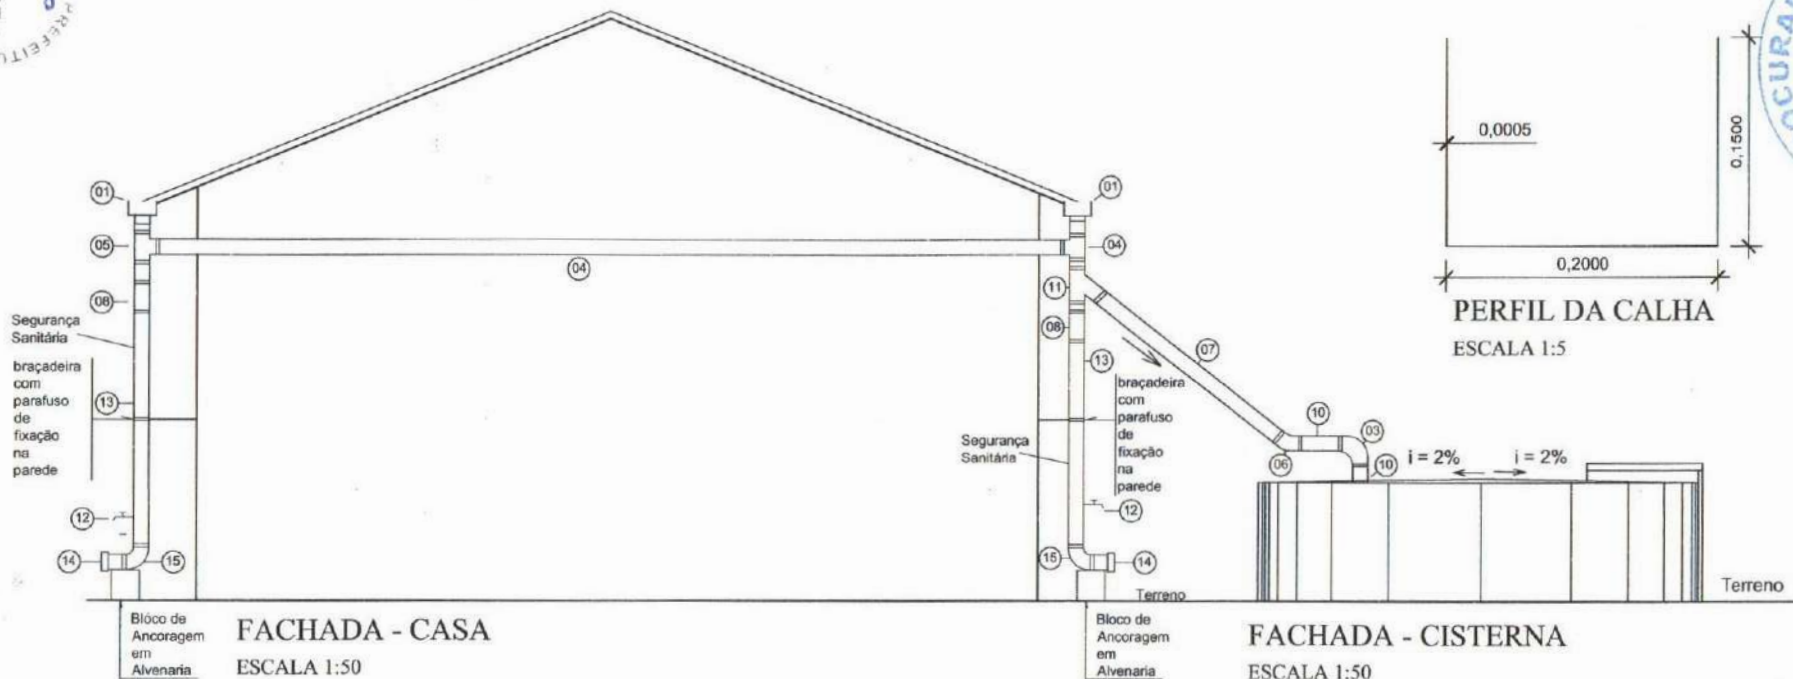 PREFEITU
OCURA
01
05
04
08
Segurança
Sanitária
braçadeira
com
parafuso
de
fixação
na
parede
13
12
14
15
Bloco de
Ancoragem
em
Alvenaria
FACHADA - CASA
ESCALA 1:50
01
04
11
08
13
07
braçadeira
com
parafuso
de
fixação
na
parede
Segurança
Sanitária
12
15
14
Terreno
10
03
06
10
i = 2%
i = 2%
Terreno
Bloco de
Ancoragem
em
Alvenaria
FACHADA - CISTERNA
ESCALA 1:50
0,0005
0,1500
0,2000
PERFIL DA CALHA
ESCALA 1:5